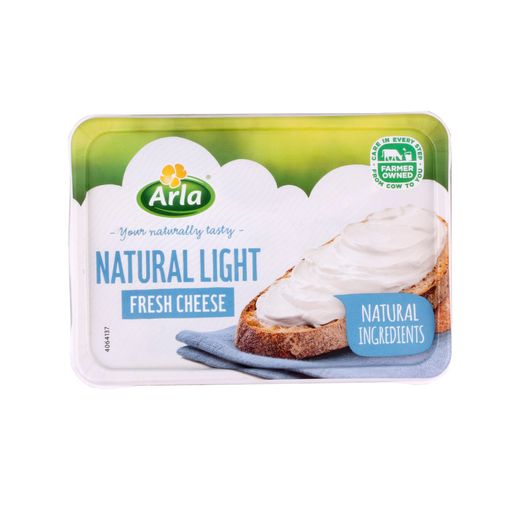 CARE IN EVERY STEP
FARMER
OWNED
FROM COW TO YOU
Arla
- Your naturally tasty -
NATURAL LIGHT
FRESH CHEESE
NATURAL
INGREDIENTS
4064137